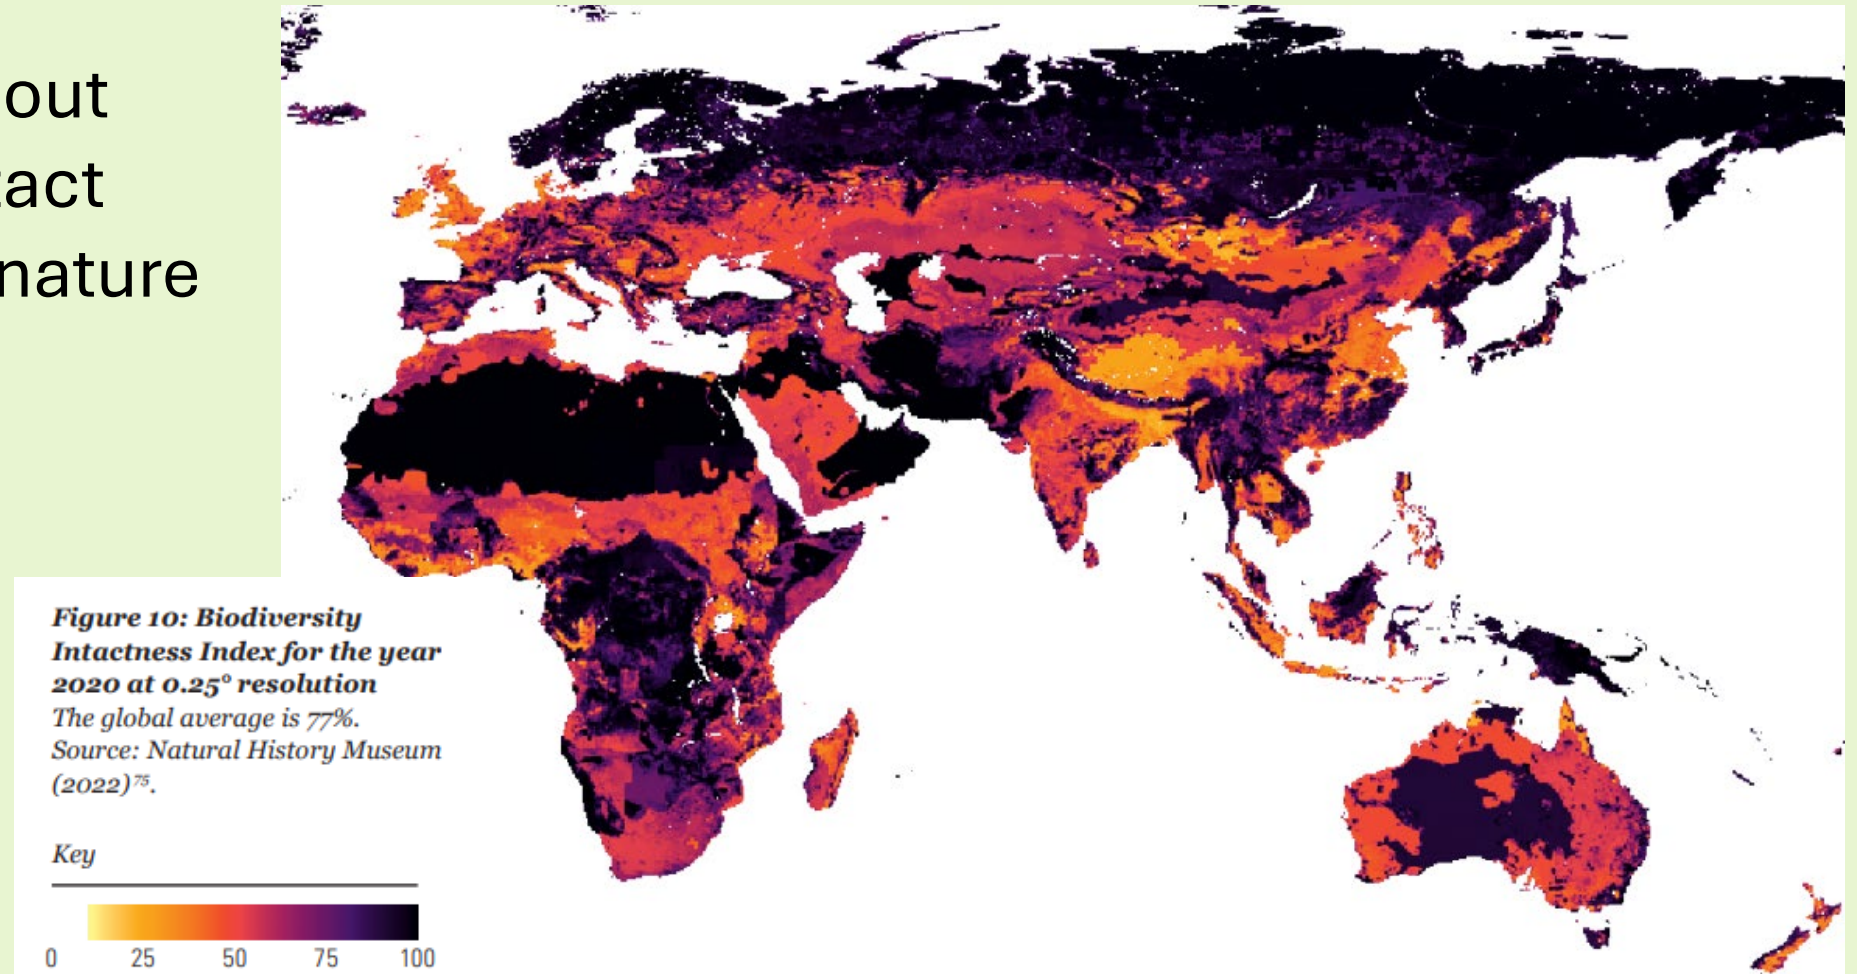 out
tact
nature
Figure 10: Biodiversity
Intactness Index for the year
2020 at 0.25° resolution
The global average is 77%.
Source: Natural History Museum
(2022)⁷⁵.
Key
0 25 50 75 100